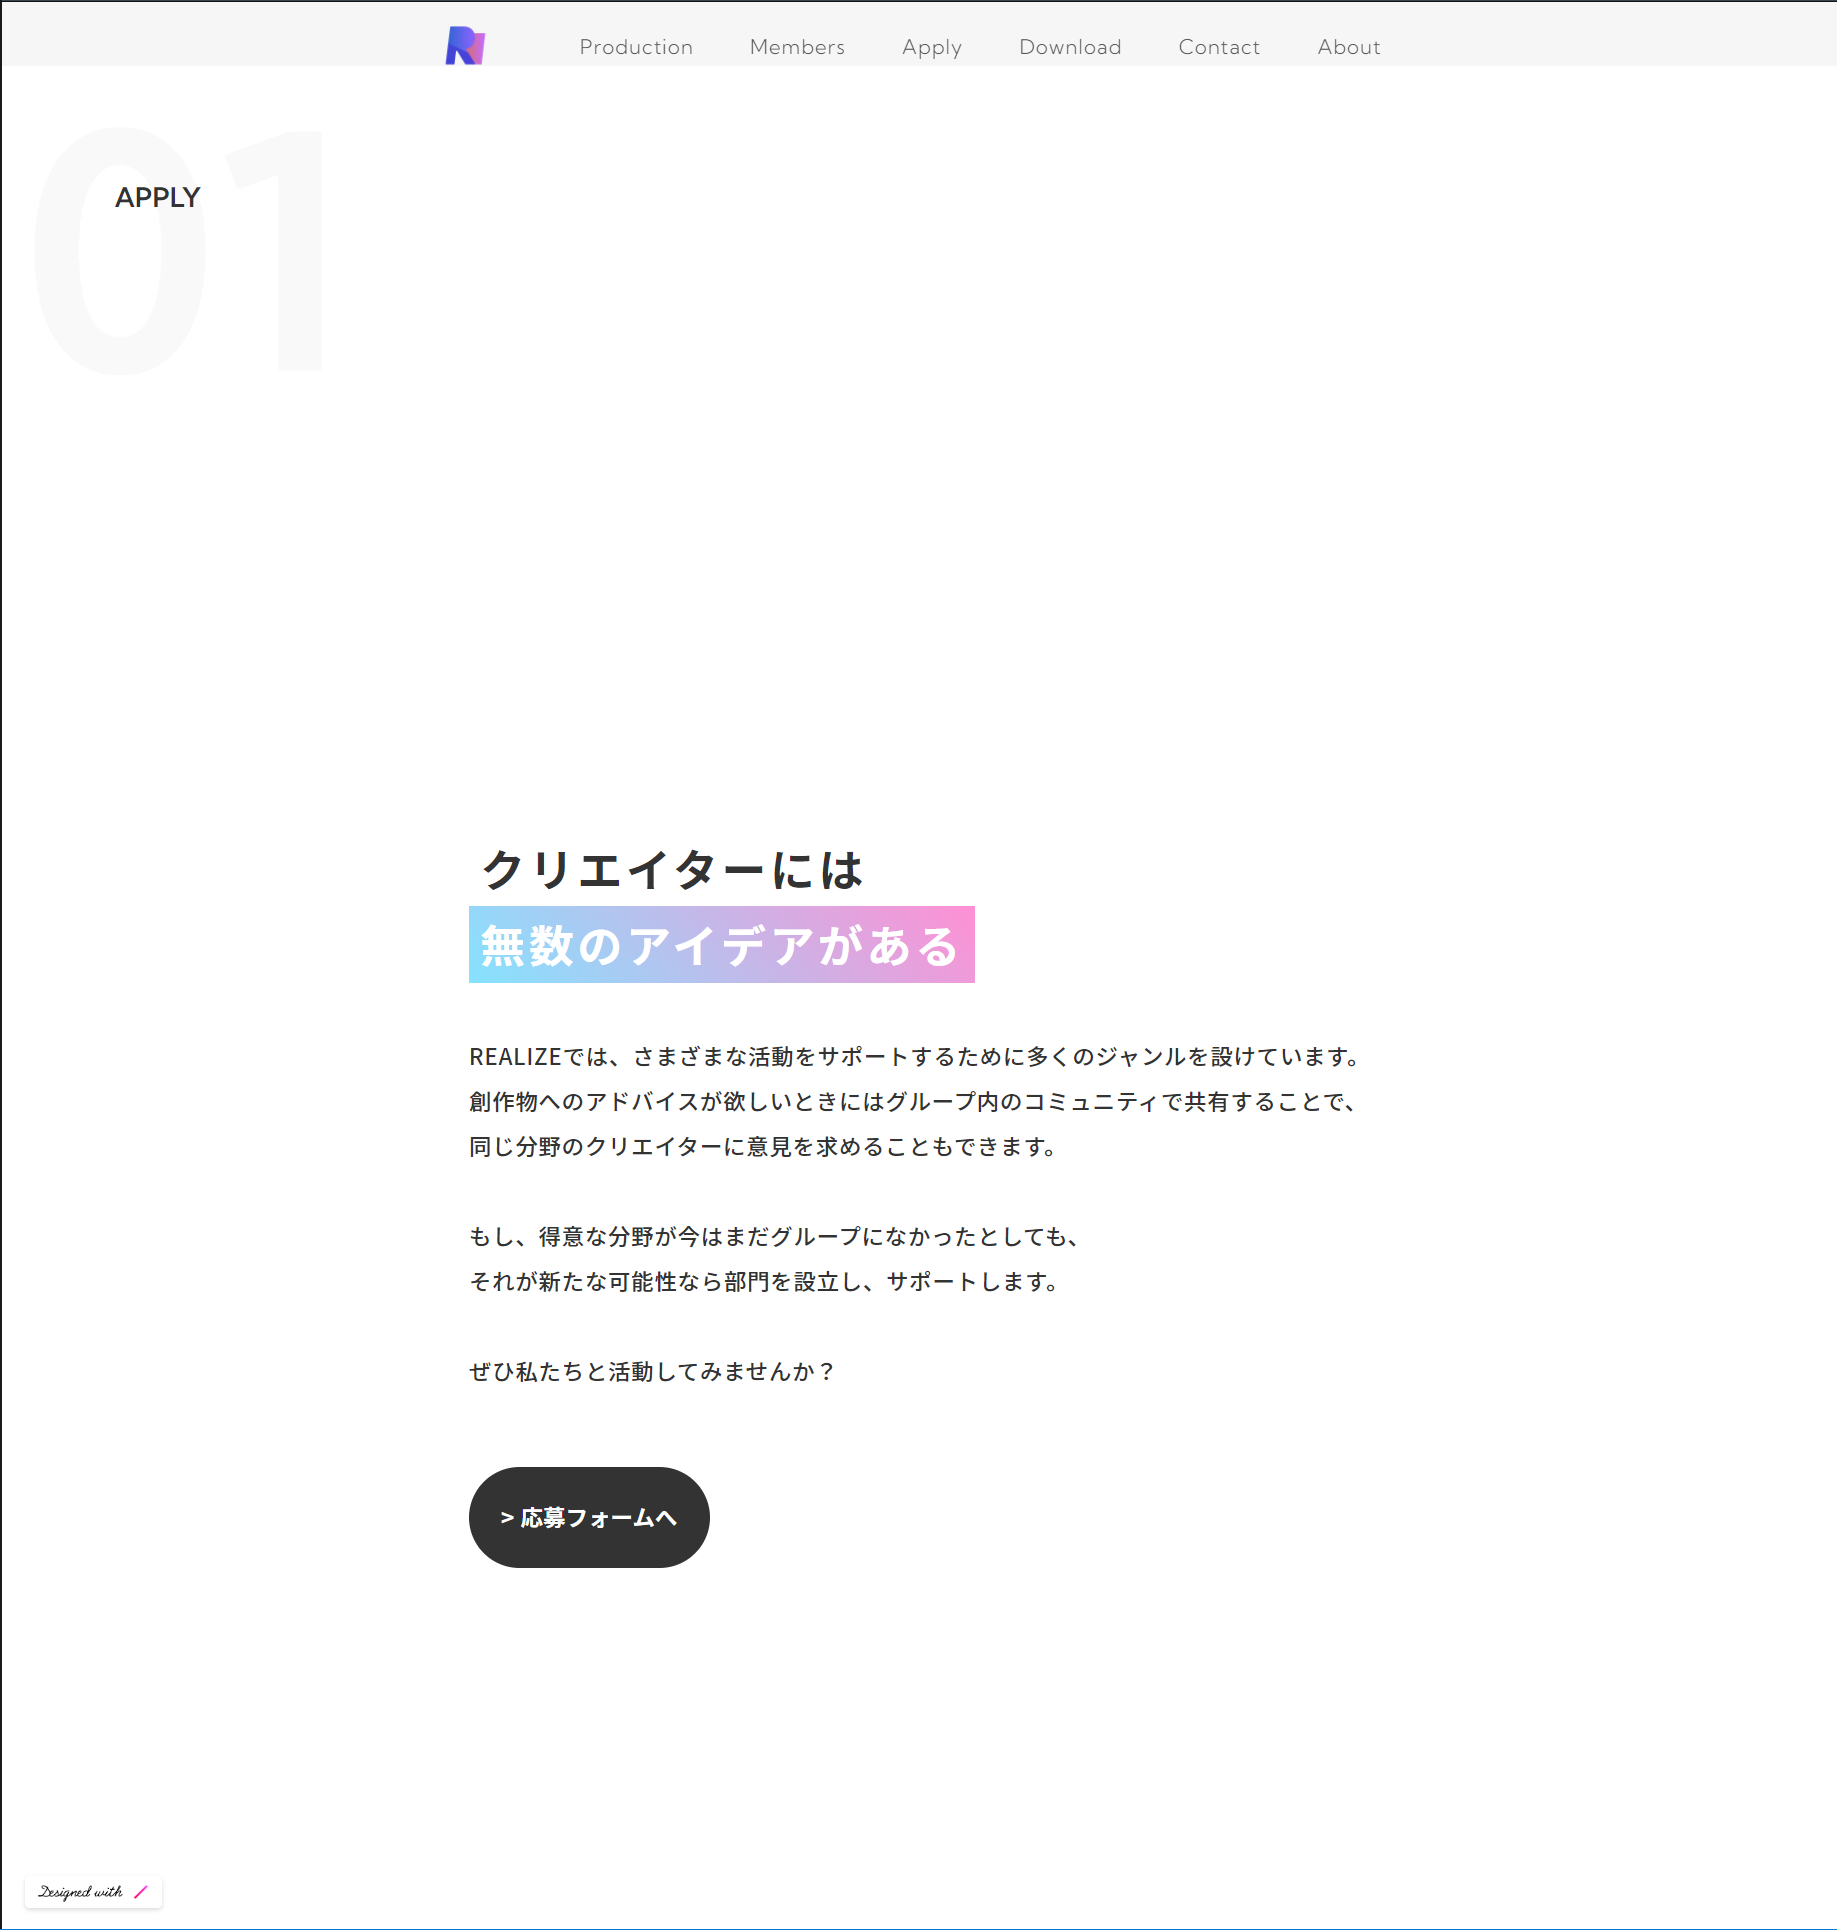 R
Production
Members
Apply
Download
Contact
About
01
APPLY
クリエイターには
無数のアイデアがある
REALIZEでは、さまざまな活動をサポートするために多くのジャンルを設けています。
創作物へのアドバイスが欲しいときにはグループ内のコミュニティで共有することで、
同じ分野のクリエイターに意見を求めることもできます。
もし、得意な分野が今はまだグループになかったとしても、
それが新たな可能性なら部門を設立し、サポートします。
ぜひ私たちと活動してみませんか？
> 応募フォームへ
Designed with